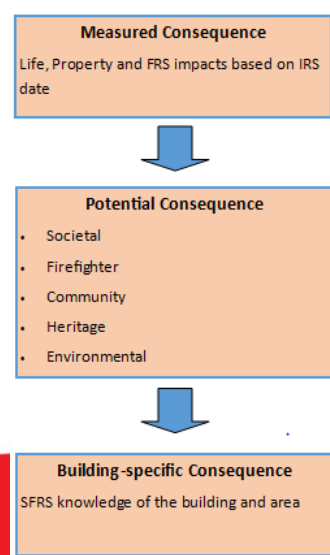 Measured Consequence
Life, Property and FRS impacts based on IRS
date
Potential Consequence
• Societal
• Firefighter
• Community
• Heritage
• Environmental
Building-specific Consequence
SFRS knowledge of the building and area